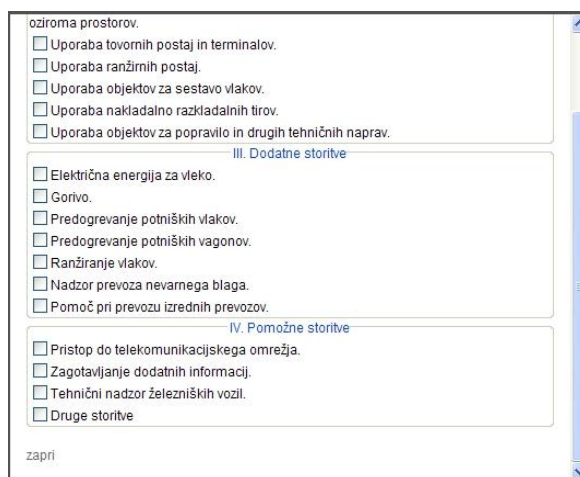 oziroma prostorov.
Uporaba tovornih postaj in terminalov.
Uporaba ranžirnih postaj.
Uporaba objektov za sestavo vlakov.
Uporaba nakladalno razkladalnih tirov.
Uporaba objektov za popravilo in drugih tehničnih naprav.
III. Dodatne storitve
Električna energija za vleko.
Gorivo.
Predogrevanje potniških vlakov.
Predogrevanje potniških vagonov.
Ranžiranje vlakov.
Nadzor prevoza nevarnega blaga.
Pomoč pri prevozu izrednih prevozov.
IV. Pomožne storitve
Pristop do telekomunikacijskega omrežja.
Zagotavljanje dodatnih informacij.
Tehnični nadzor železniških vozil.
Druge storitve
zapri